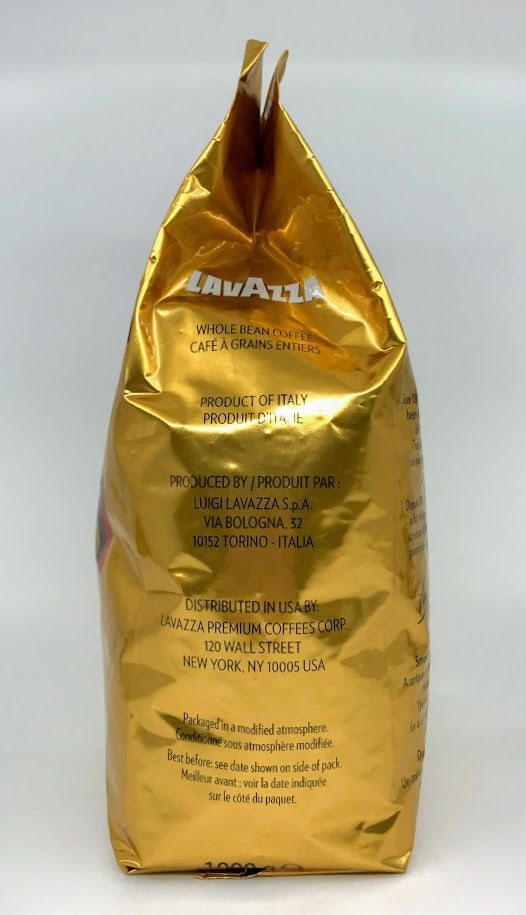 LAVAZZA
WHOLE BEAN COFFEE
CAFÉ À GRAINS ENTIERS
PRODUCT OF ITALY
PRODUIT D'ITALIE
PRODUCED BY / PRODUIT PAR :
LUIGI LAVAZZA S.p.A.
VIA BOLOGNA, 32
10152 TORINO - ITALIA
DISTRIBUTED IN USA BY:
LAVAZZA PREMIUM COFFEES CORP.
120 WALL STREET
NEW YORK, NY 10005 USA
Packaged in a modified atmosphere.
Conditionné sous atmosphère modifiée.
Best before: see date shown on side of pack.
Meilleur avant : voir la date indiquée
sur le côté du paquet.
1000 g